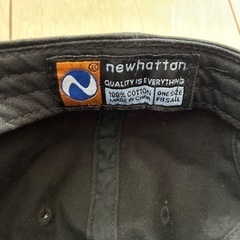 ® newhattan
QUALITY IS EVERYTHING
100% COTTON
MADE IN CHINA
ONE SIZE
FITS ALL